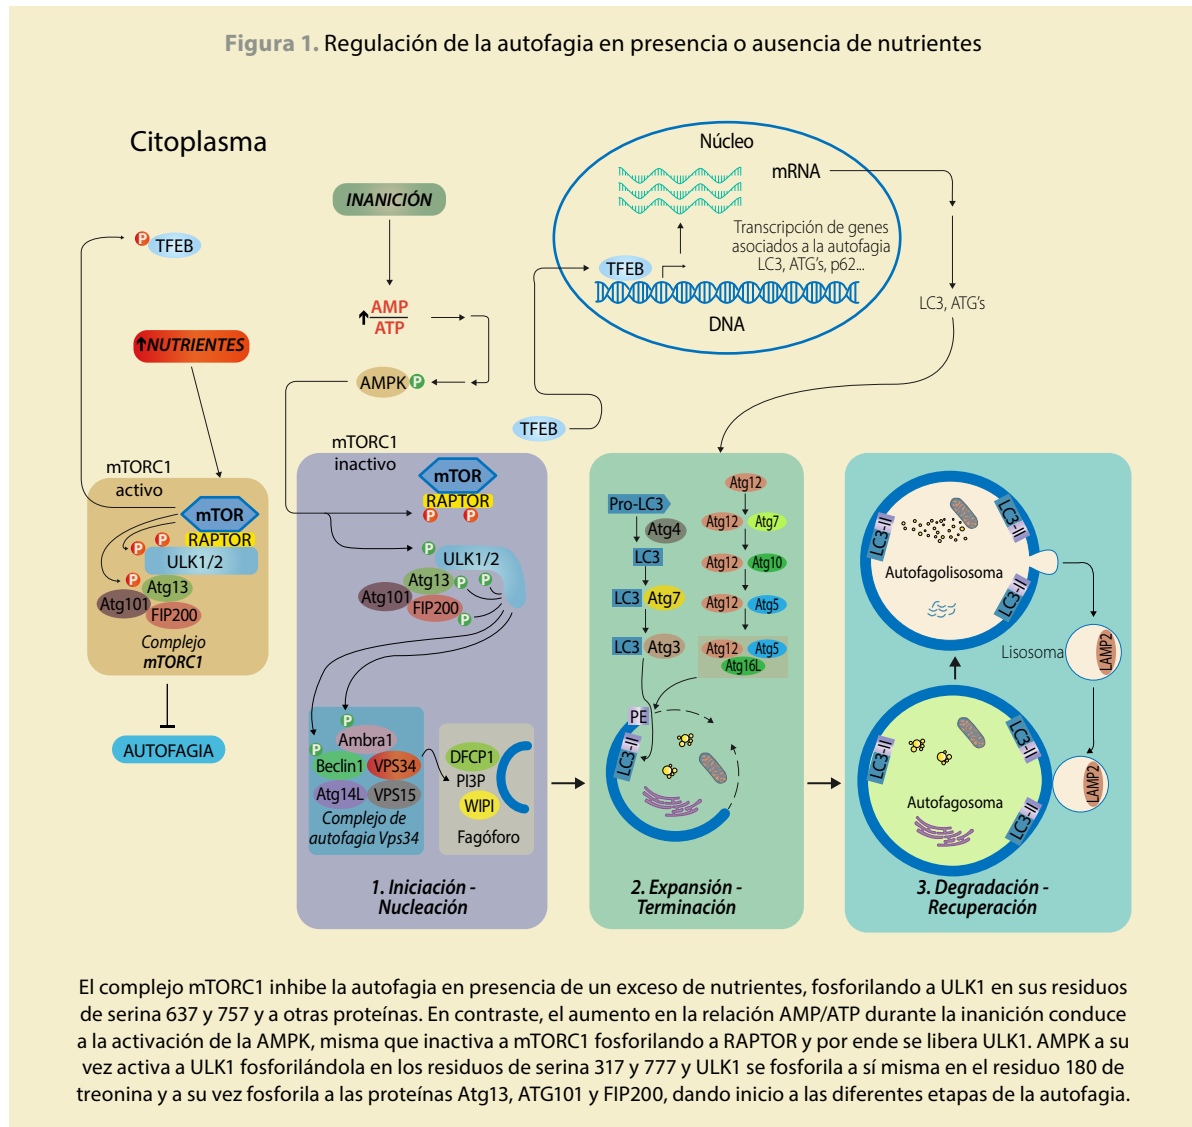 Figura 1. Regulación de la autofagia en presencia o ausencia de nutrientes
Citoplasma
INANICIÓN
P
TFEB
↑NUTRIENTES
↑AMP
ATP
AMPK P
TFEB
Núcleo
mRNA
Transcripción de genes
asociados a la autofagia
LC3, ATG's, p62...
TFEB
DNA
LC3, ATG's
mTORC1
activo
mTOR
RAPTOR
P P
ULK1/2
P
Atg13
Atg101
FIP200
Complejo
mTORC1
AUTOFAGIA
mTORC1
inactivo
mTOR
RAPTOR
P P
P
ULK1/2
Atg13 P P
Atg101
FIP200
P
P
Ambra1
P
Beclin1 VPS34
Atg14L VPS15
Complejo de
autofagia Vps34
DFCP1
PI3P
WIPI
Fagóforo
1. Iniciación -
Nucleación
Pro-LC3
Atg4
LC3
LC3 Atg7
LC3 Atg3
Atg12
Atg12 Atg7
Atg12 Atg10
Atg12 Atg5
Atg12 Atg5
Atg16L
PE
LC3-II
2. Expansión -
Terminación
LC3-II
LC3-II
LC3-II
Autofagolisosoma
Lisosoma
LAMP2
LC3-II
LC3-II
LC3-II
Autofagosoma
LAMP2
3. Degradación -
Recuperación
El complejo mTORC1 inhibe la autofagia en presencia de un exceso de nutrientes, fosforilando a ULK1 en sus residuos
de serina 637 y 757 y a otras proteínas. En contraste, el aumento en la relación AMP/ATP durante la inanición conduce
a la activación de la AMPK, misma que inactiva a mTORC1 fosforilando a RAPTOR y por ende se libera ULK1. AMPK a su
vez activa a ULK1 fosforilándola en los residuos de serina 317 y 777 y ULK1 se fosforila a sí misma en el residuo 180 de
treonina y a su vez fosforila a las proteínas Atg13, ATG101 y FIP200, dando inicio a las diferentes etapas de la autofagia.